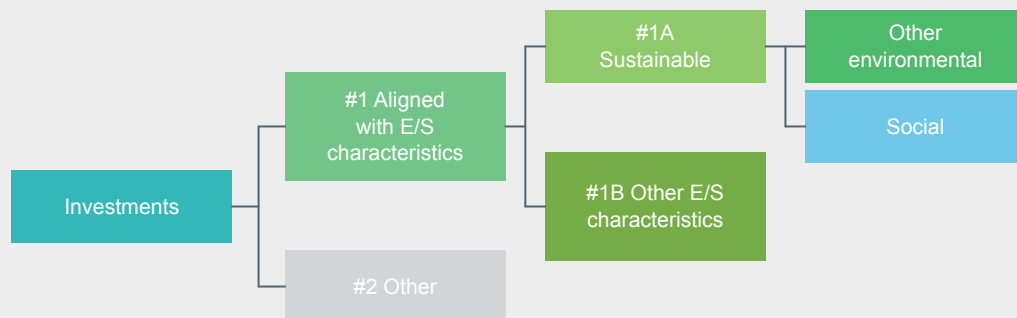 Investments
#1 Aligned
with E/S
characteristics
#2 Other
#1A
Sustainable
#1B Other E/S
characteristics
Other
environmental
Social